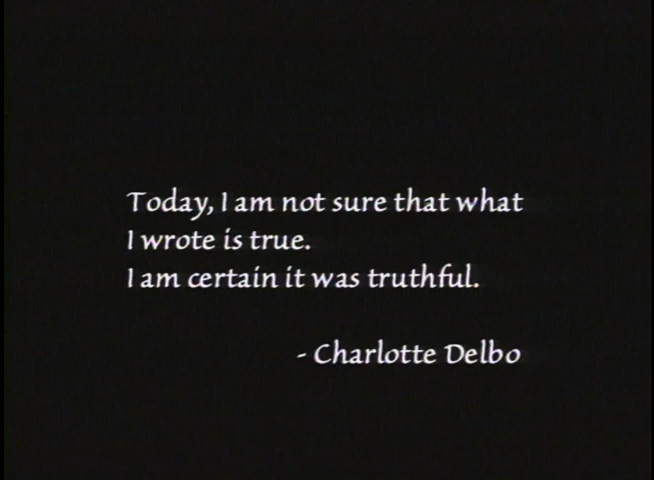 Today, I am not sure that what
I wrote is true.
I am certain it was truthful.
- Charlotte Delbo